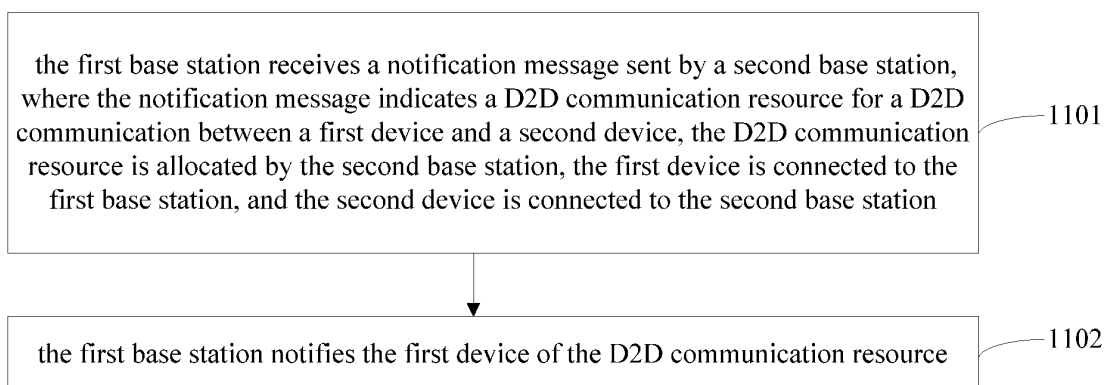 the first base station receives a notification message sent by a second base station,
where the notification message indicates a D2D communication resource for a D2D
communication between a first device and a second device, the D2D communication
resource is allocated by the second base station, the first device is connected to the
first base station, and the second device is connected to the second base station
1101
the first base station notifies the first device of the D2D communication resource
1102